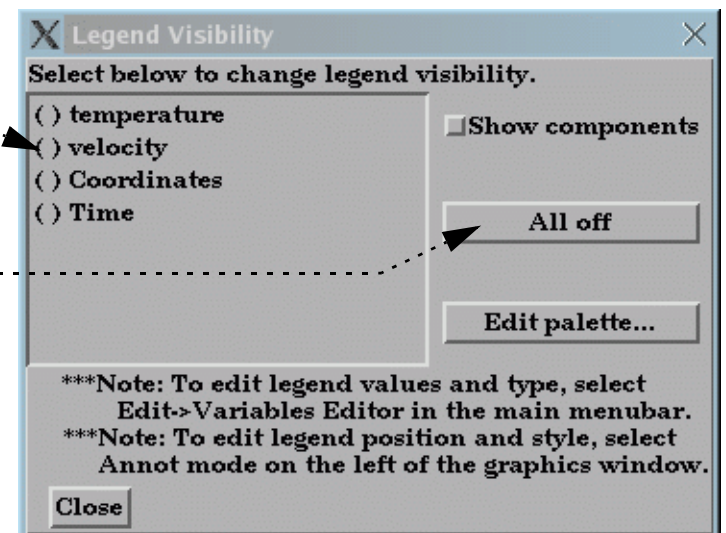 X Legend Visibility
Select below to change legend visibility.
( ) temperature
( ) velocity
( ) Coordinates
( ) Time
Show components
All off
Edit palette...
***Note: To edit legend values and type, select
Edit->Variables Editor in the main menubar.
***Note: To edit legend position and style, select
Annot mode on the left of the graphics window.
Close